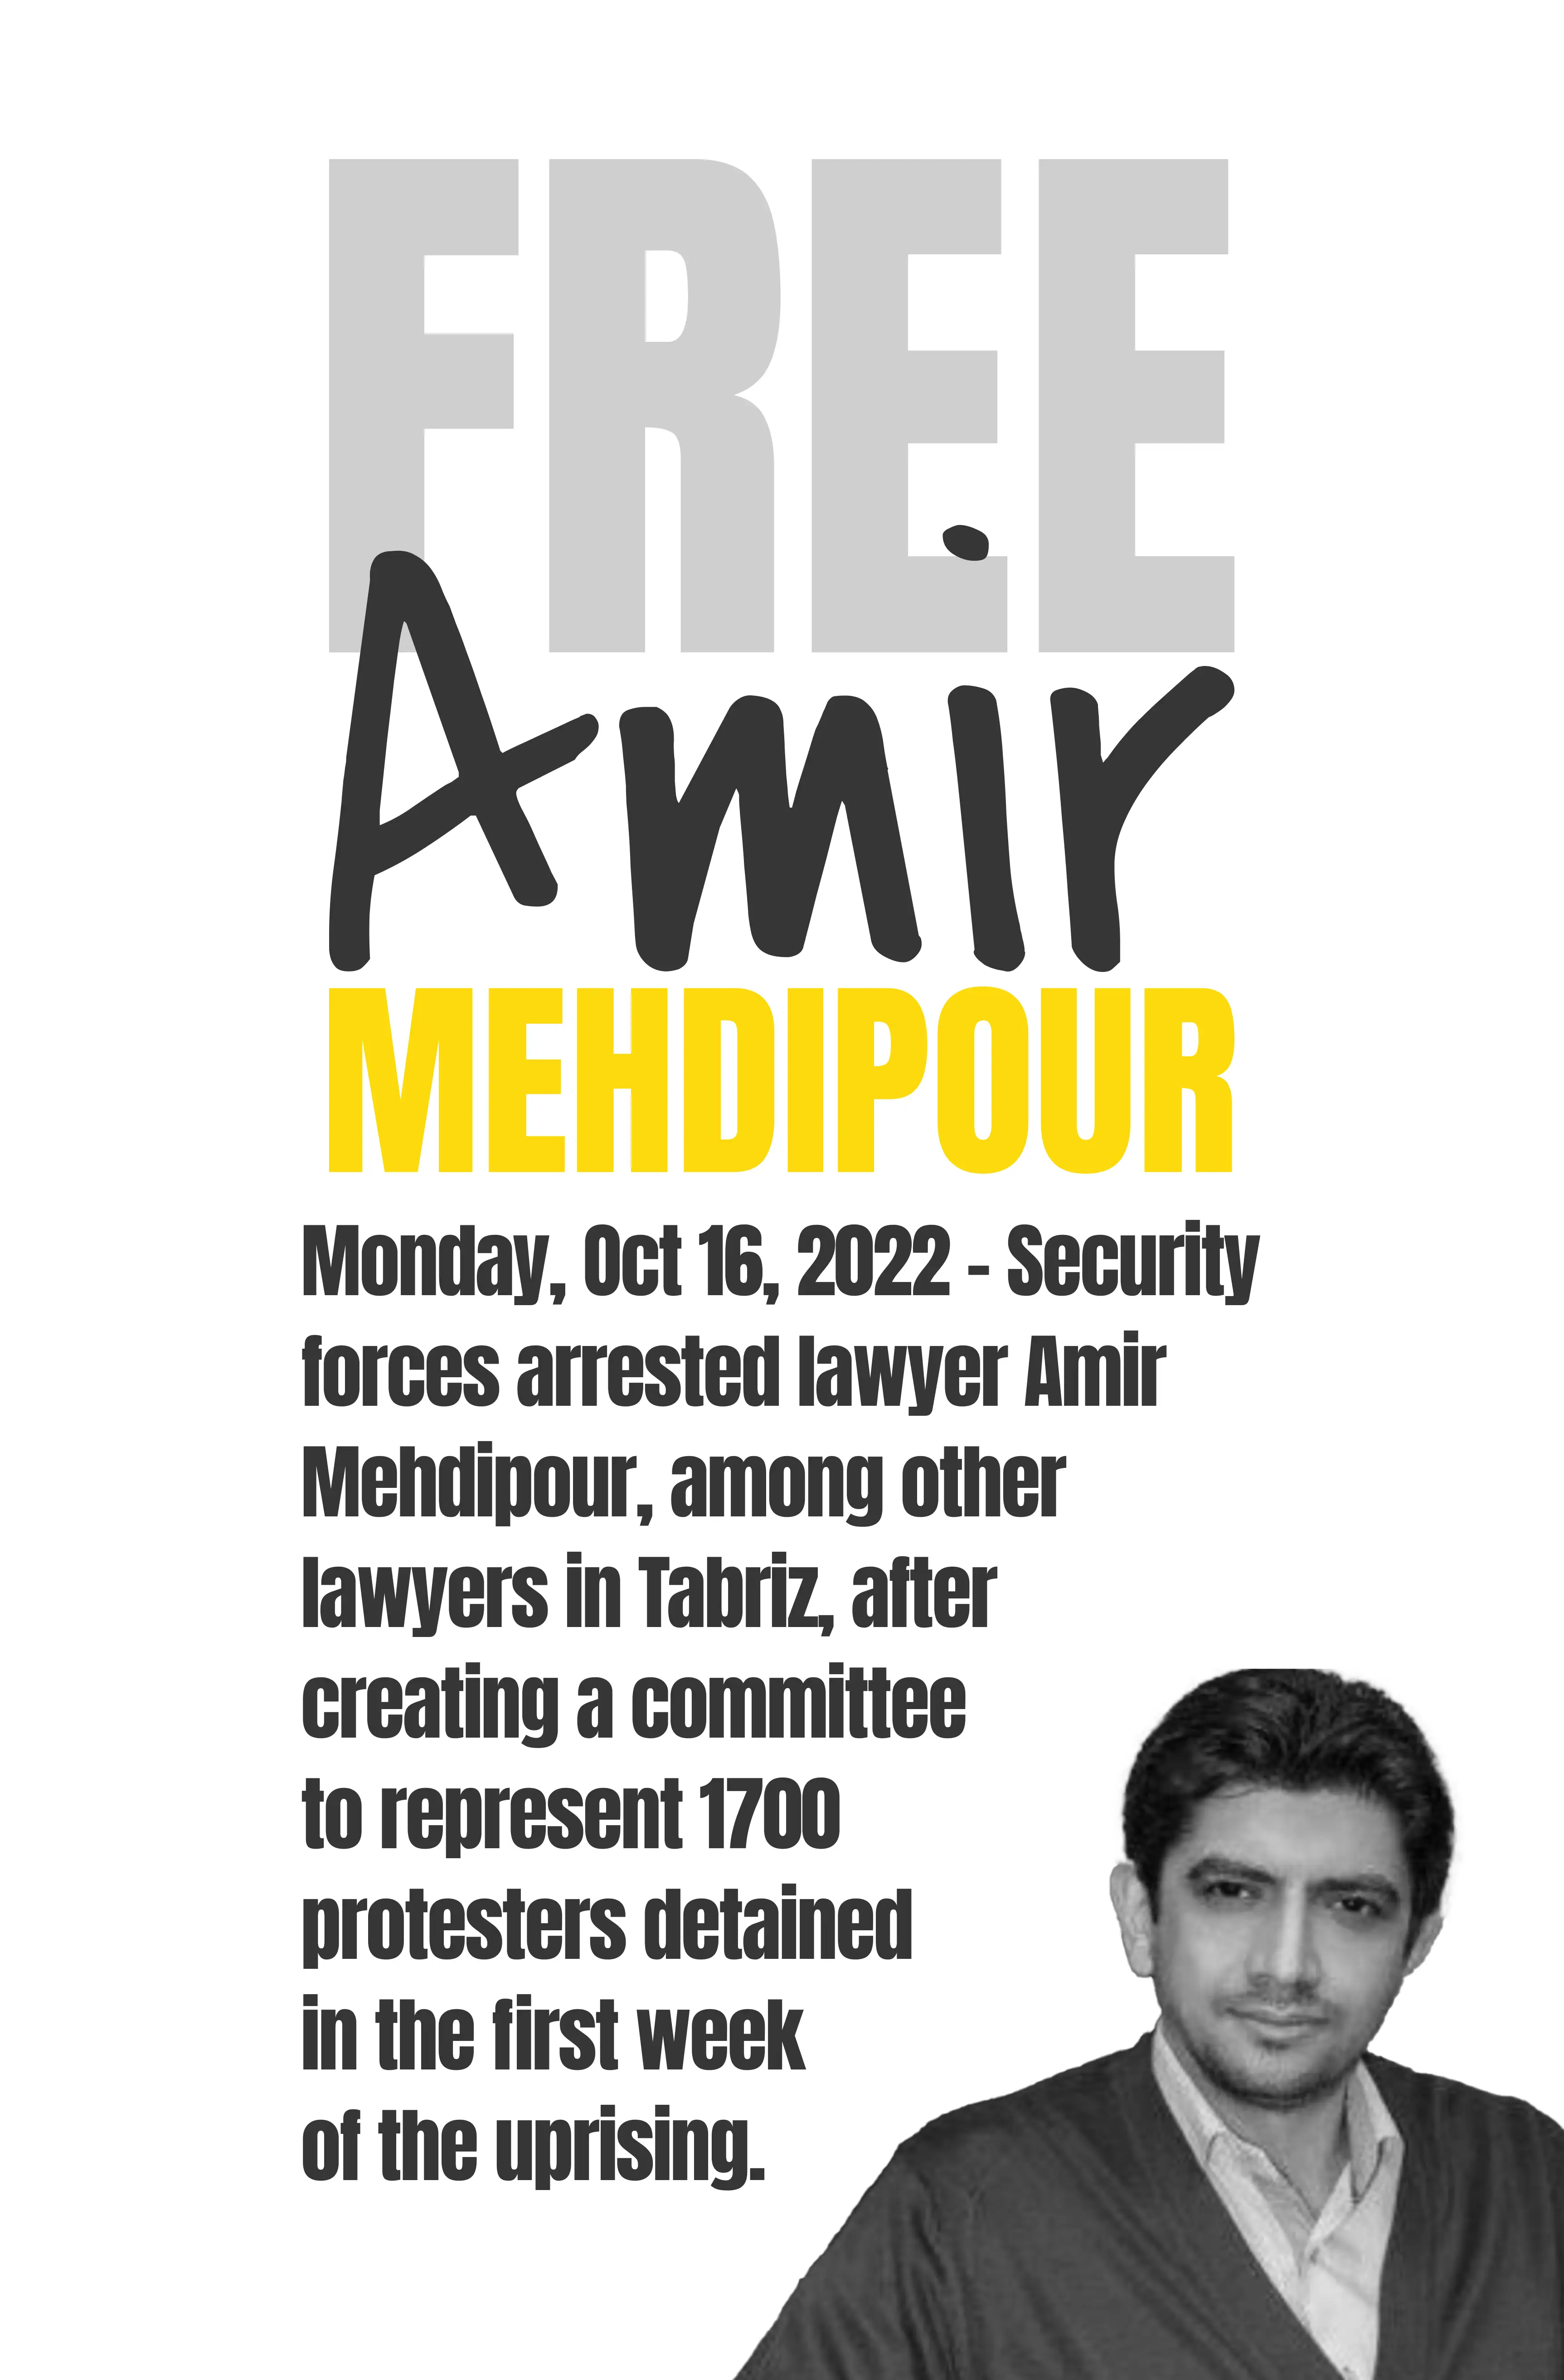 FREE
Amir
MEHDIPOUR
Monday, Oct 16, 2022 - Security
forces arrested lawyer Amir
Mehdipour, among other
lawyers in Tabriz, after
creating a committee
to represent 1700
protesters detained
in the first week
of the uprising.